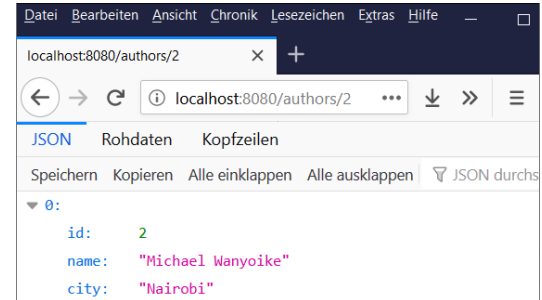 Datei Bearbeiten Ansicht Chronik Lesezeichen Extras Hilfe
localhost:8080/authors/2
localhost:8080/authors/2
JSON Rohdaten Kopfzeilen
Speichern Kopieren Alle einklappen Alle ausklappen JSON durchs
0:
id: 2
name: "Michael Wanyoike"
city: "Nairobi"